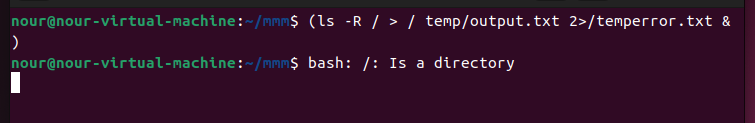 nour@nour-virtual-machine:~/mmm$ (ls -R / > / temp/output.txt 2>/temperror.txt &
)
nour@nour-virtual-machine:~/mmm$ bash: /: Is a directory